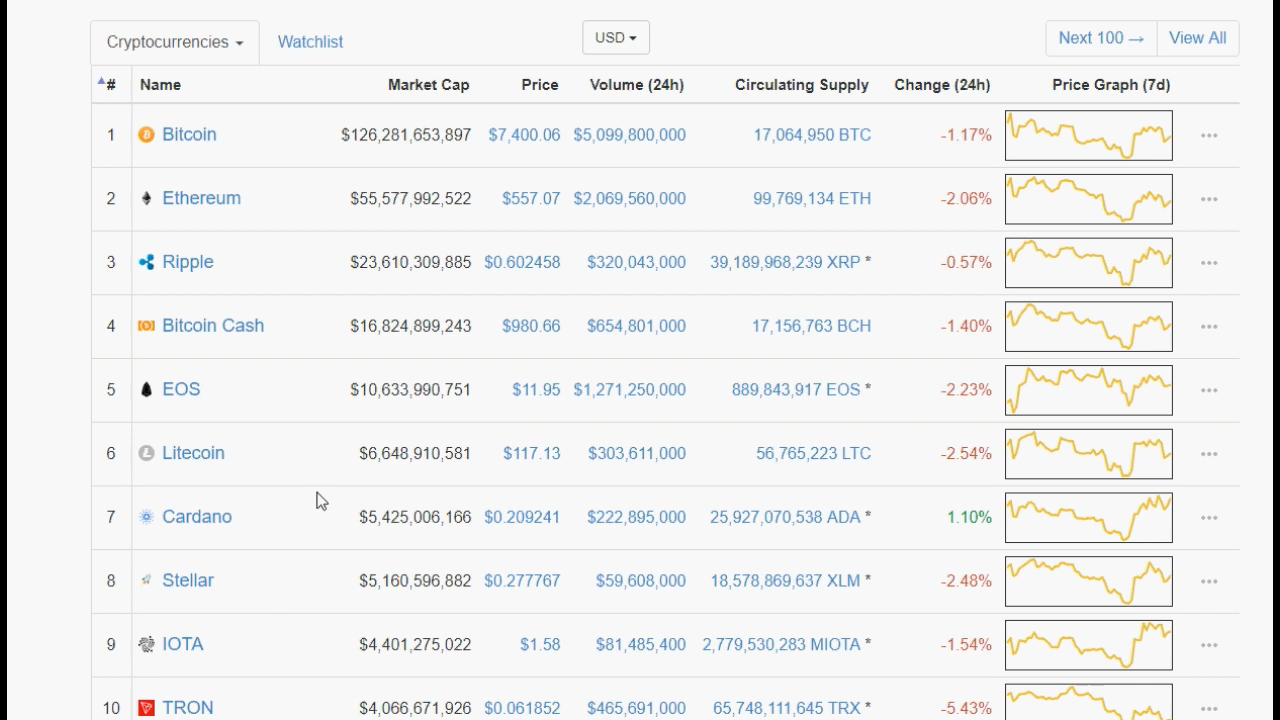 Cryptocurrencies Watchlist USD Next 100 → View All
# Name Market Cap Price Volume (24h) Circulating Supply Change (24h) Price Graph (7d)
1 Bitcoin $126,281,653,897 $7,400.06 $5,099,800,000 17,064,950 BTC -1.17%
2 Ethereum $55,577,992,522 $557.07 $2,069,560,000 99,769,134 ETH -2.06%
3 Ripple $23,610,309,885 $0.602458 $320,043,000 39,189,968,239 XRP * -0.57%
4 Bitcoin Cash $16,824,899,243 $980.66 $654,801,000 17,156,763 BCH -1.40%
5 EOS $10,633,990,751 $11.95 $1,271,250,000 889,843,917 EOS * -2.23%
6 Litecoin $6,648,910,581 $117.13 $303,611,000 56,765,223 LTC -2.54%
7 Cardano $5,425,006,166 $0.209241 $222,895,000 25,927,070,538 ADA * 1.10%
8 Stellar $5,160,596,882 $0.277767 $59,608,000 18,578,869,637 XLM * -2.48%
9 IOTA $4,401,275,022 $1.58 $81,485,400 2,779,530,283 MIOTA * -1.54%
10 TRON $4,066,671,926 $0.061852 $465,691,000 65,748,111,645 TRX * -5.43%